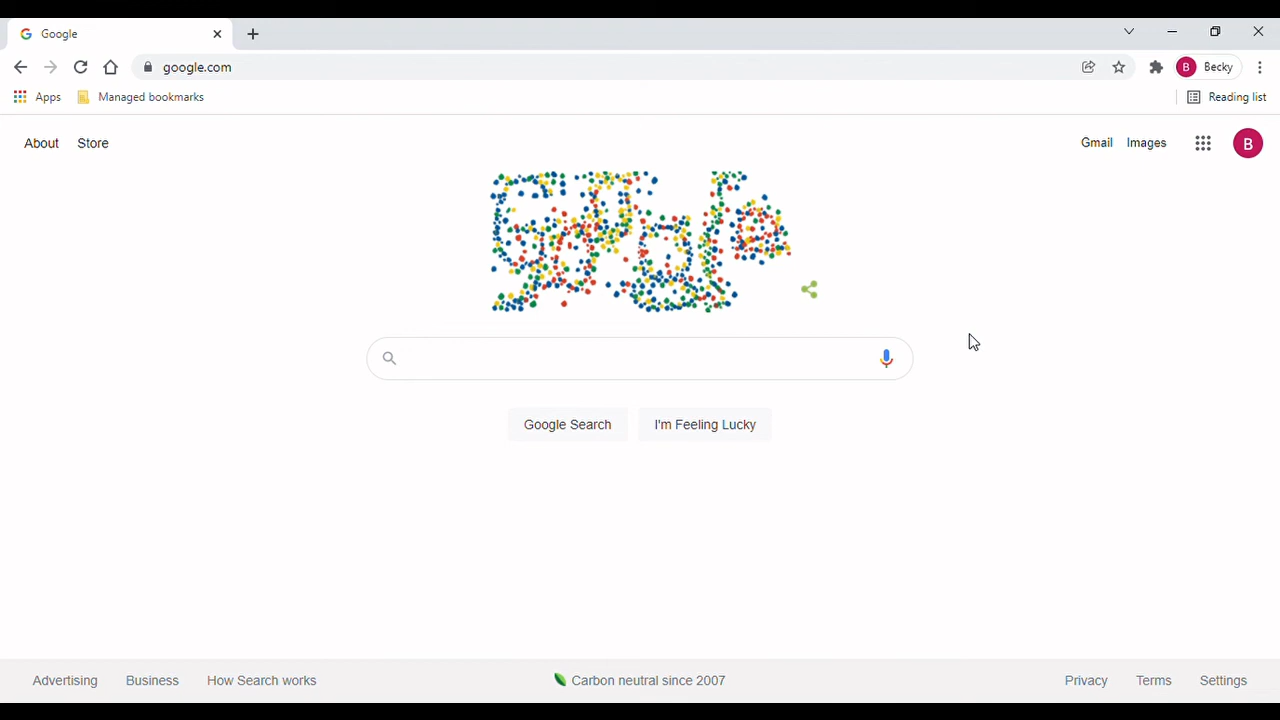 Google
google.com
B Becky
Apps Managed bookmarks
Reading list
About Store
Gmail Images
B
Google Search I'm Feeling Lucky
Advertising Business How Search works
Carbon neutral since 2007
Privacy Terms Settings